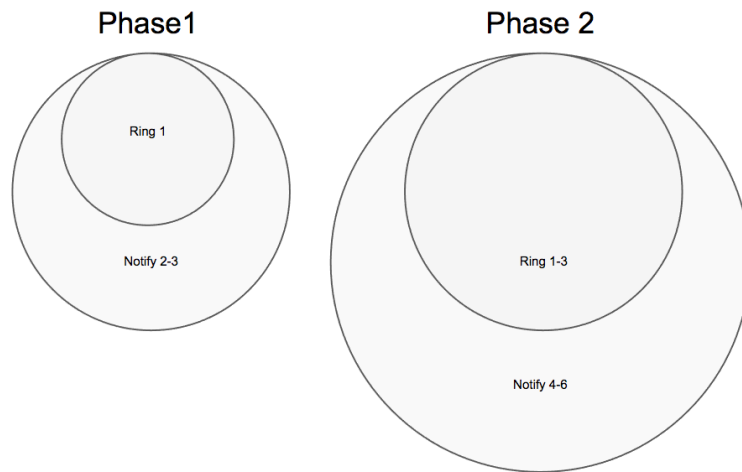 Phase1
Ring 1
Notify 2-3
Phase 2
Ring 1-3
Notify 4-6